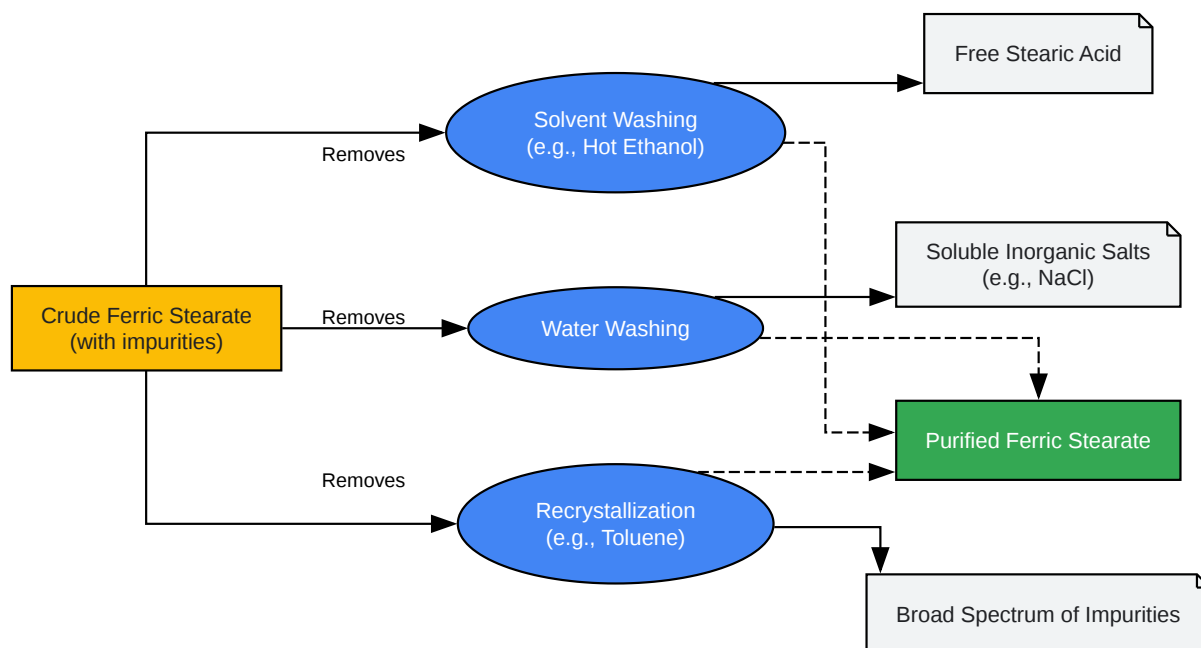 Free Stearic Acid
Solvent Washing
(e.g., Hot Ethanol)
Removes
Soluble Inorganic Salts
(e.g., NaCl)
Crude Ferric Stearate
(with impurities)
Removes
Water Washing
Purified Ferric Stearate
Removes
Recrystallization
(e.g., Toluene)
Broad Spectrum of Impurities